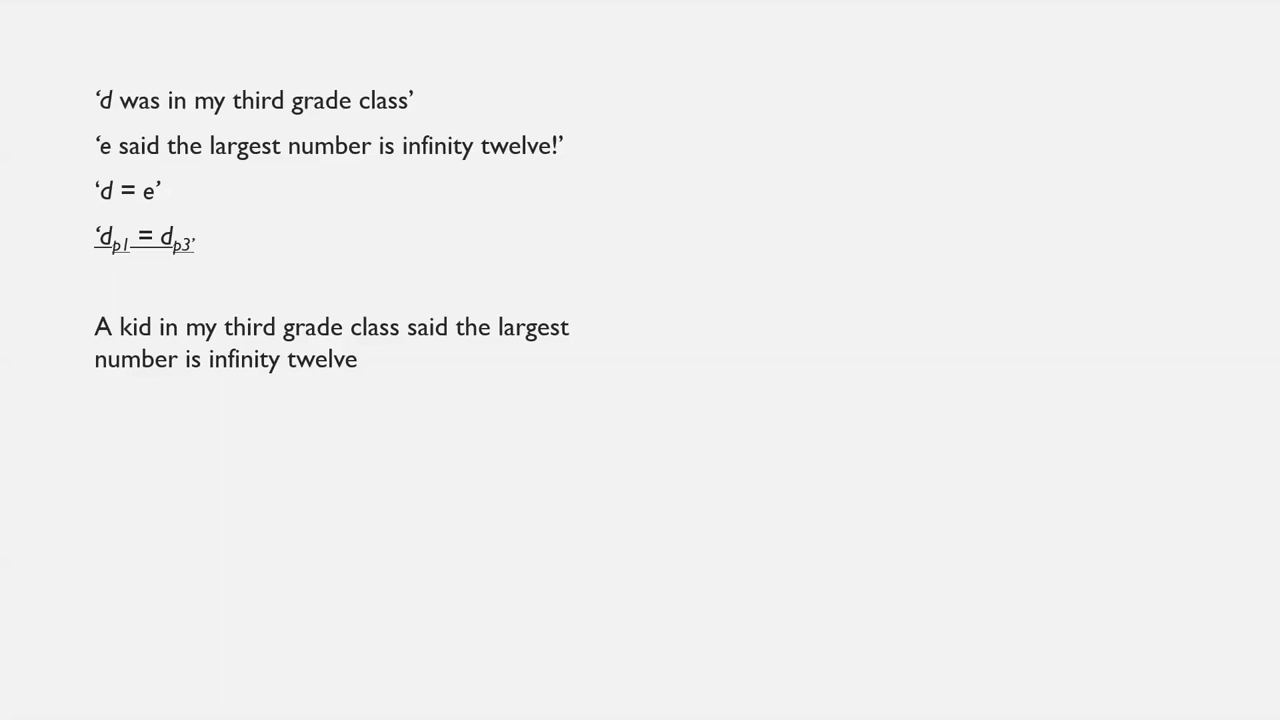 ‘d was in my third grade class’
‘e said the largest number is infinity twelve!’
‘d = e’
‘dp1 = dp3’
A kid in my third grade class said the largest
number is infinity twelve